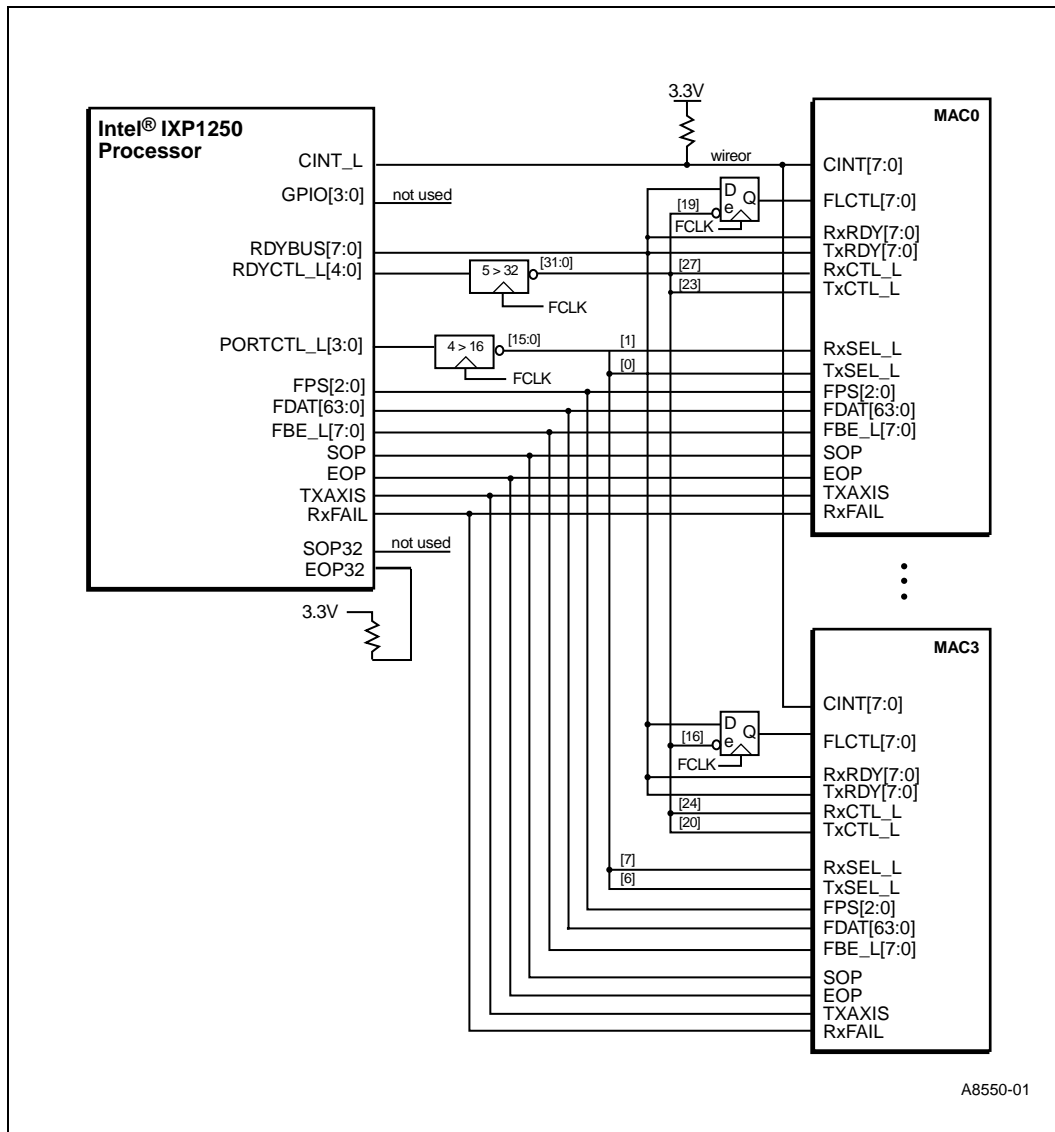 Intel® IXP1250
Processor
CINT_L
GPIO[3:0]
RDYBUS[7:0]
RDYCTL_L[4:0]
PORTCTL_L[3:0]
FPS[2:0]
FDAT[63:0]
FBE_L[7:0]
SOP
EOP
TXAXIS
RxFAIL
SOP32
EOP32
not used
not used
3.3V
5 > 32
[31:0]
FCLK
4 > 16
[15:0]
FCLK
3.3V
wireor
D
Q
e
[19]
FCLK
[27]
[23]
[1]
[0]
MAC0
CINT[7:0]
FLCTL[7:0]
RxRDY[7:0]
TxRDY[7:0]
RxCTL_L
TxCTL_L
RxSEL_L
TxSEL_L
FPS[2:0]
FDAT[63:0]
FBE_L[7:0]
SOP
EOP
TXAXIS
RxFAIL
D
Q
e
[16]
FCLK
[24]
[20]
[7]
[6]
MAC3
CINT[7:0]
FLCTL[7:0]
RxRDY[7:0]
TxRDY[7:0]
RxCTL_L
TxCTL_L
RxSEL_L
TxSEL_L
FPS[2:0]
FDAT[63:0]
FBE_L[7:0]
SOP
EOP
TXAXIS
RxFAIL
A8550-01